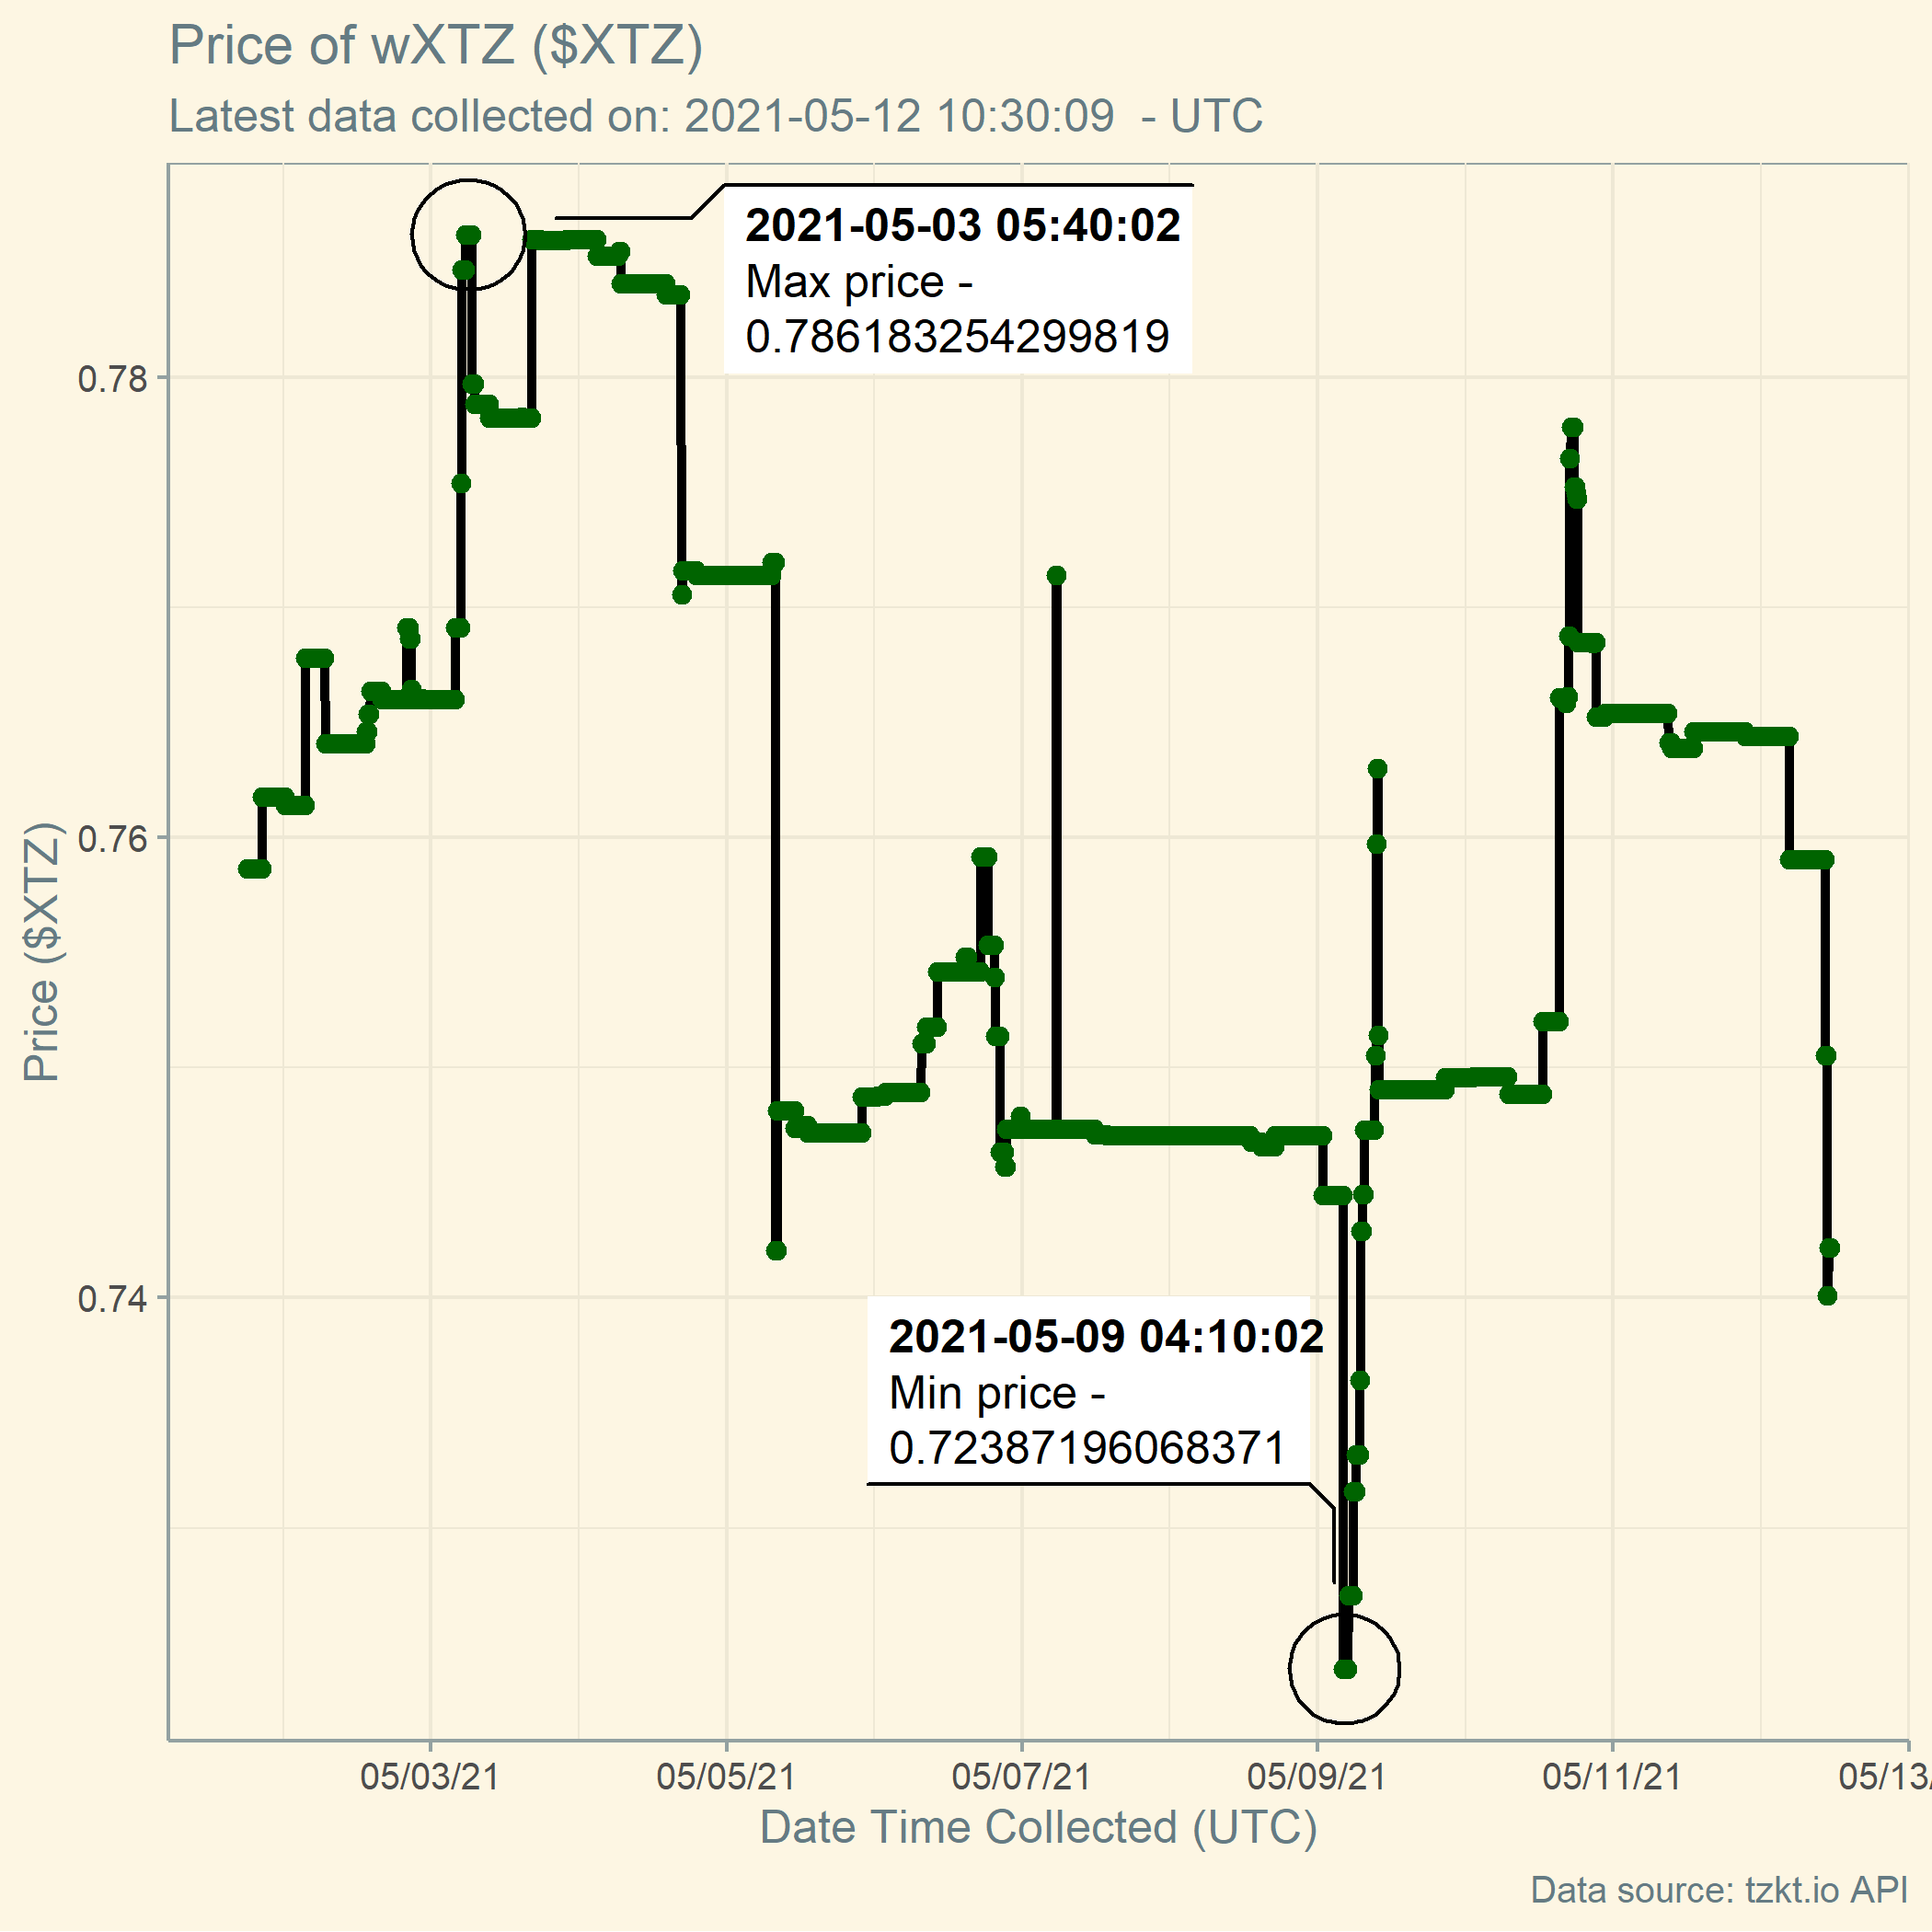 Price of wXTZ ($XTZ)
Latest data collected on: 2021-05-12 10:30:09  - UTC
2021-05-03 05:40:02
Max price -
0.786183254299819
0.78
0.76
0.74
Price ($XTZ)
2021-05-09 04:10:02
Min price -
0.72387196068371
05/03/21
05/05/21
05/07/21
05/09/21
05/11/21
05/13/
Date Time Collected (UTC)
Data source: tzkt.io API